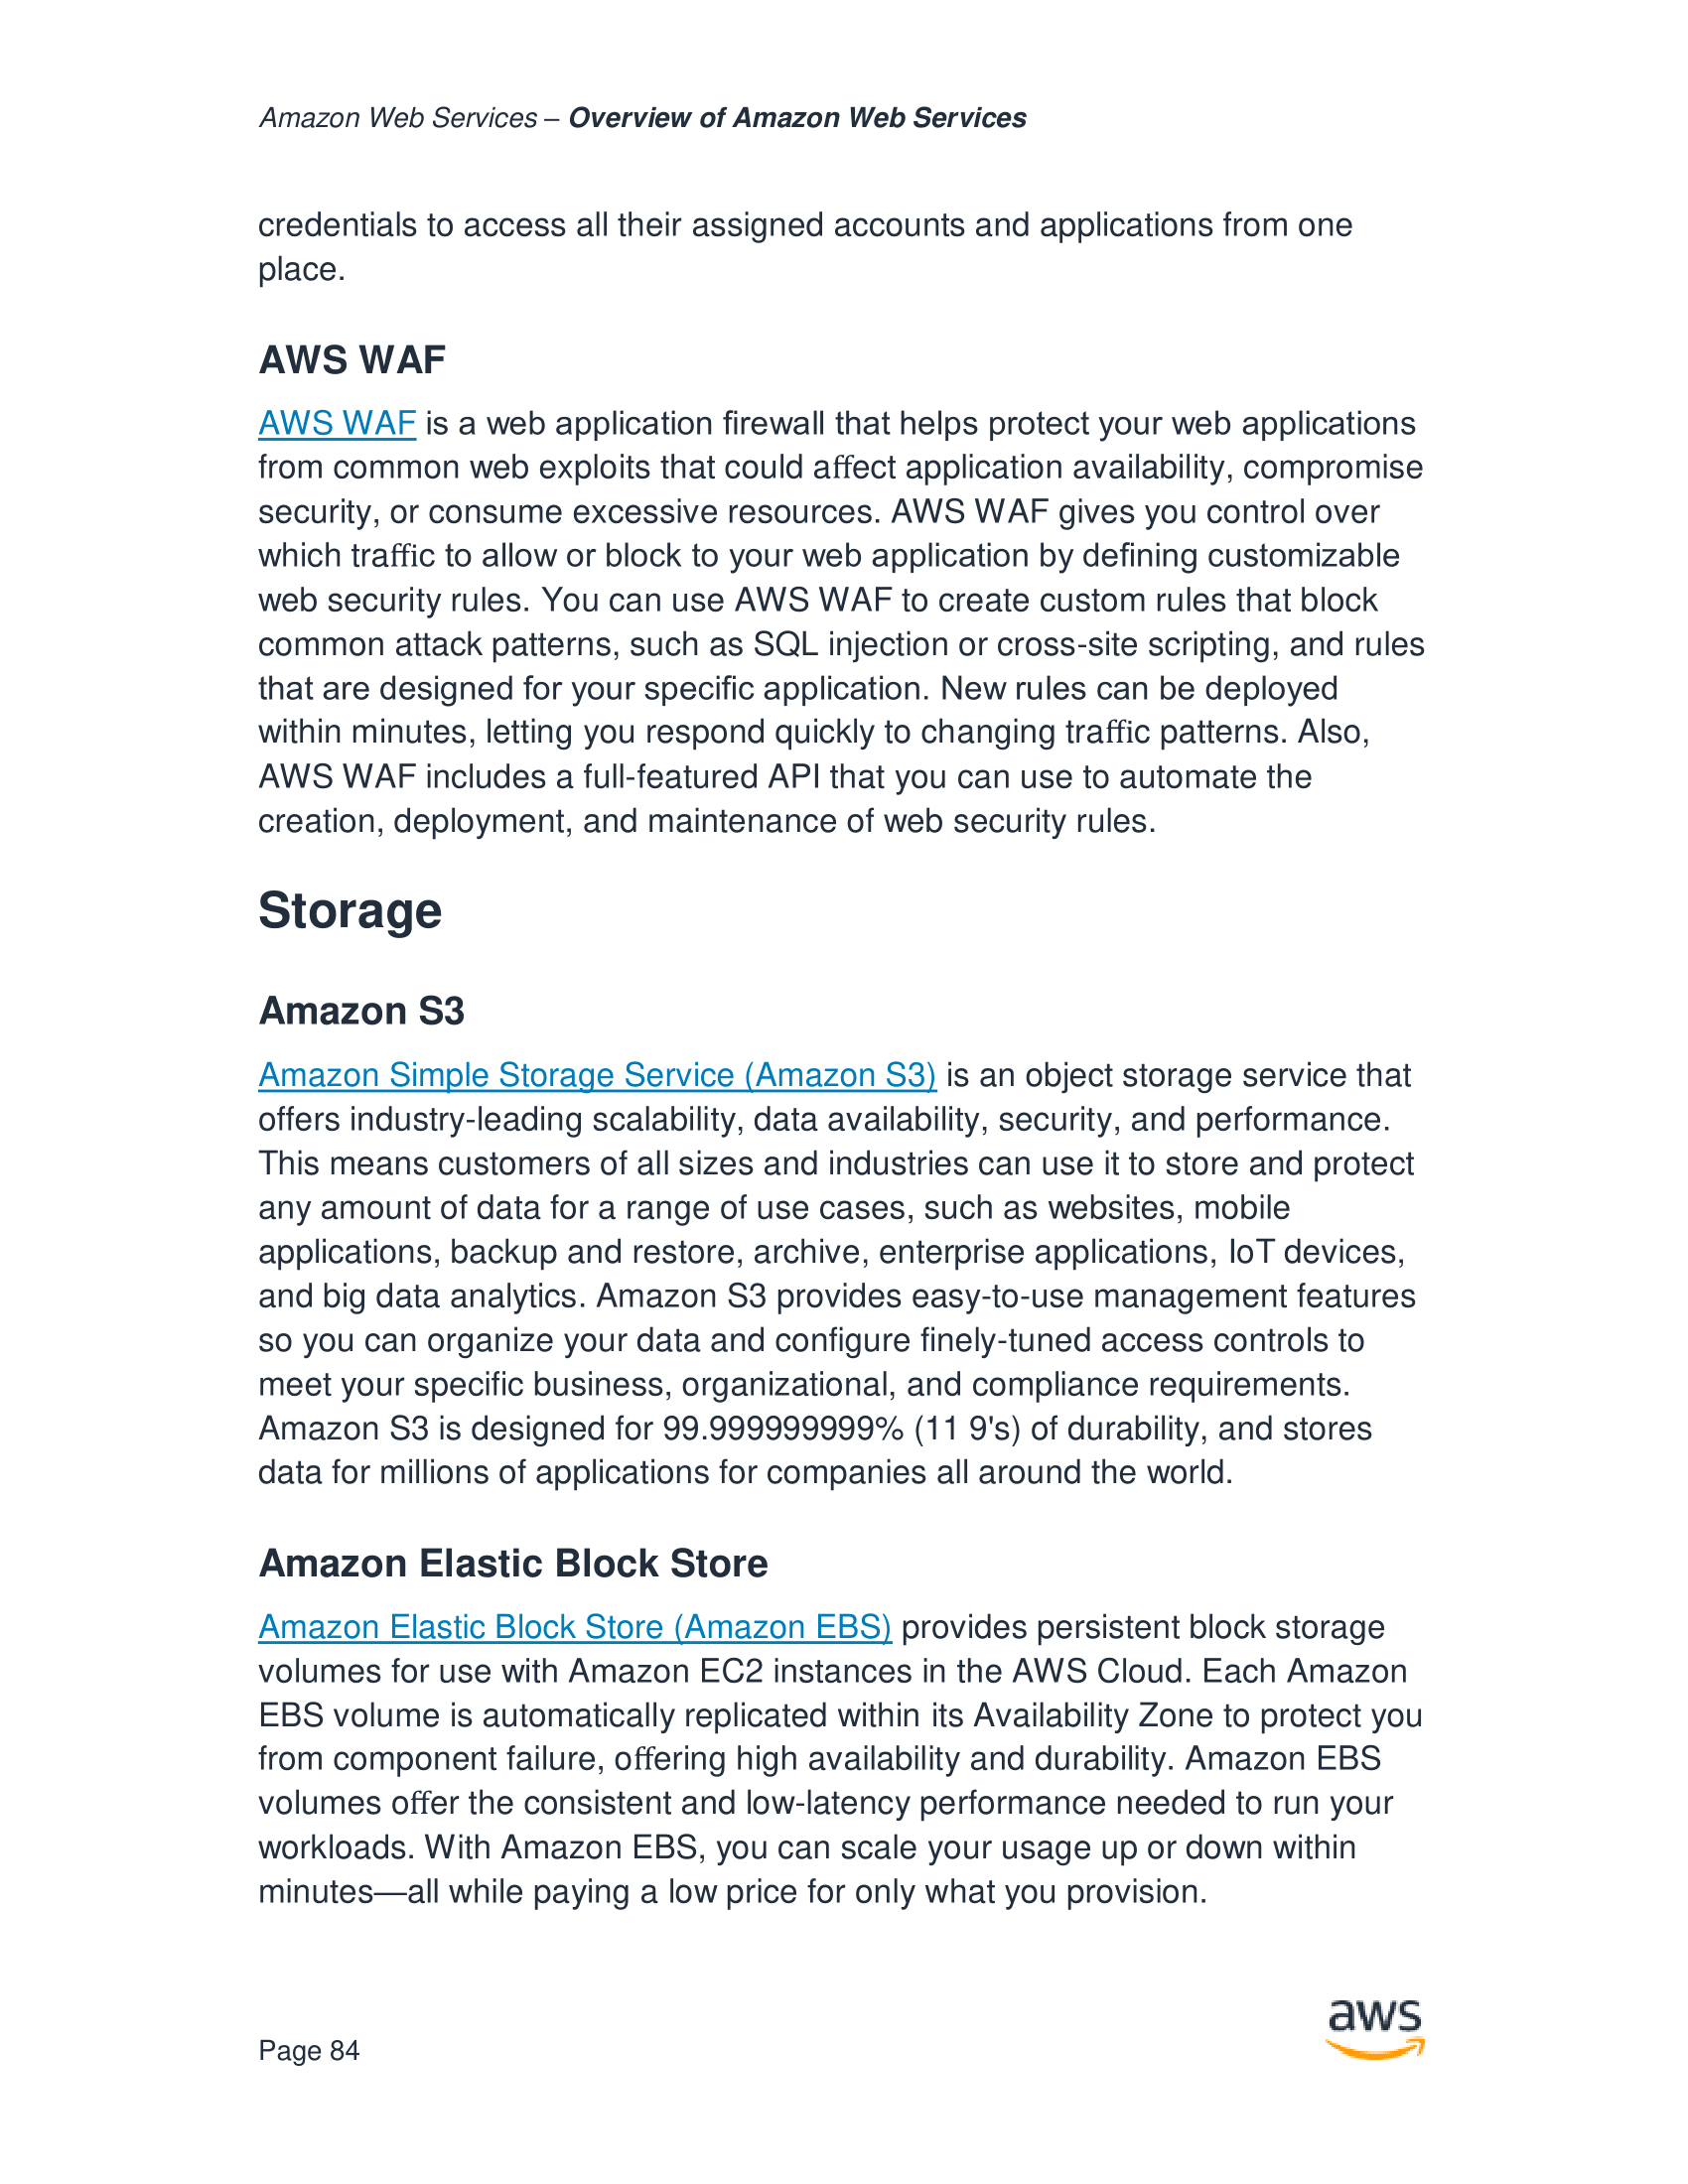 Amazon Web Services – Overview of Amazon Web Services
credentials to access all their assigned accounts and applications from one
place.
AWS WAF
AWS WAF is a web application firewall that helps protect your web applications
from common web exploits that could affect application availability, compromise
security, or consume excessive resources. AWS WAF gives you control over
which traffic to allow or block to your web application by defining customizable
web security rules. You can use AWS WAF to create custom rules that block
common attack patterns, such as SQL injection or cross-site scripting, and rules
that are designed for your specific application. New rules can be deployed
within minutes, letting you respond quickly to changing traffic patterns. Also,
AWS WAF includes a full-featured API that you can use to automate the
creation, deployment, and maintenance of web security rules.
Storage
Amazon S3
Amazon Simple Storage Service (Amazon S3) is an object storage service that
offers industry-leading scalability, data availability, security, and performance.
This means customers of all sizes and industries can use it to store and protect
any amount of data for a range of use cases, such as websites, mobile
applications, backup and restore, archive, enterprise applications, IoT devices,
and big data analytics. Amazon S3 provides easy-to-use management features
so you can organize your data and configure finely-tuned access controls to
meet your specific business, organizational, and compliance requirements.
Amazon S3 is designed for 99.999999999% (11 9's) of durability, and stores
data for millions of applications for companies all around the world.
Amazon Elastic Block Store
Amazon Elastic Block Store (Amazon EBS) provides persistent block storage
volumes for use with Amazon EC2 instances in the AWS Cloud. Each Amazon
EBS volume is automatically replicated within its Availability Zone to protect you
from component failure, offering high availability and durability. Amazon EBS
volumes offer the consistent and low-latency performance needed to run your
workloads. With Amazon EBS, you can scale your usage up or down within
minutes—all while paying a low price for only what you provision.
aws
Page 84